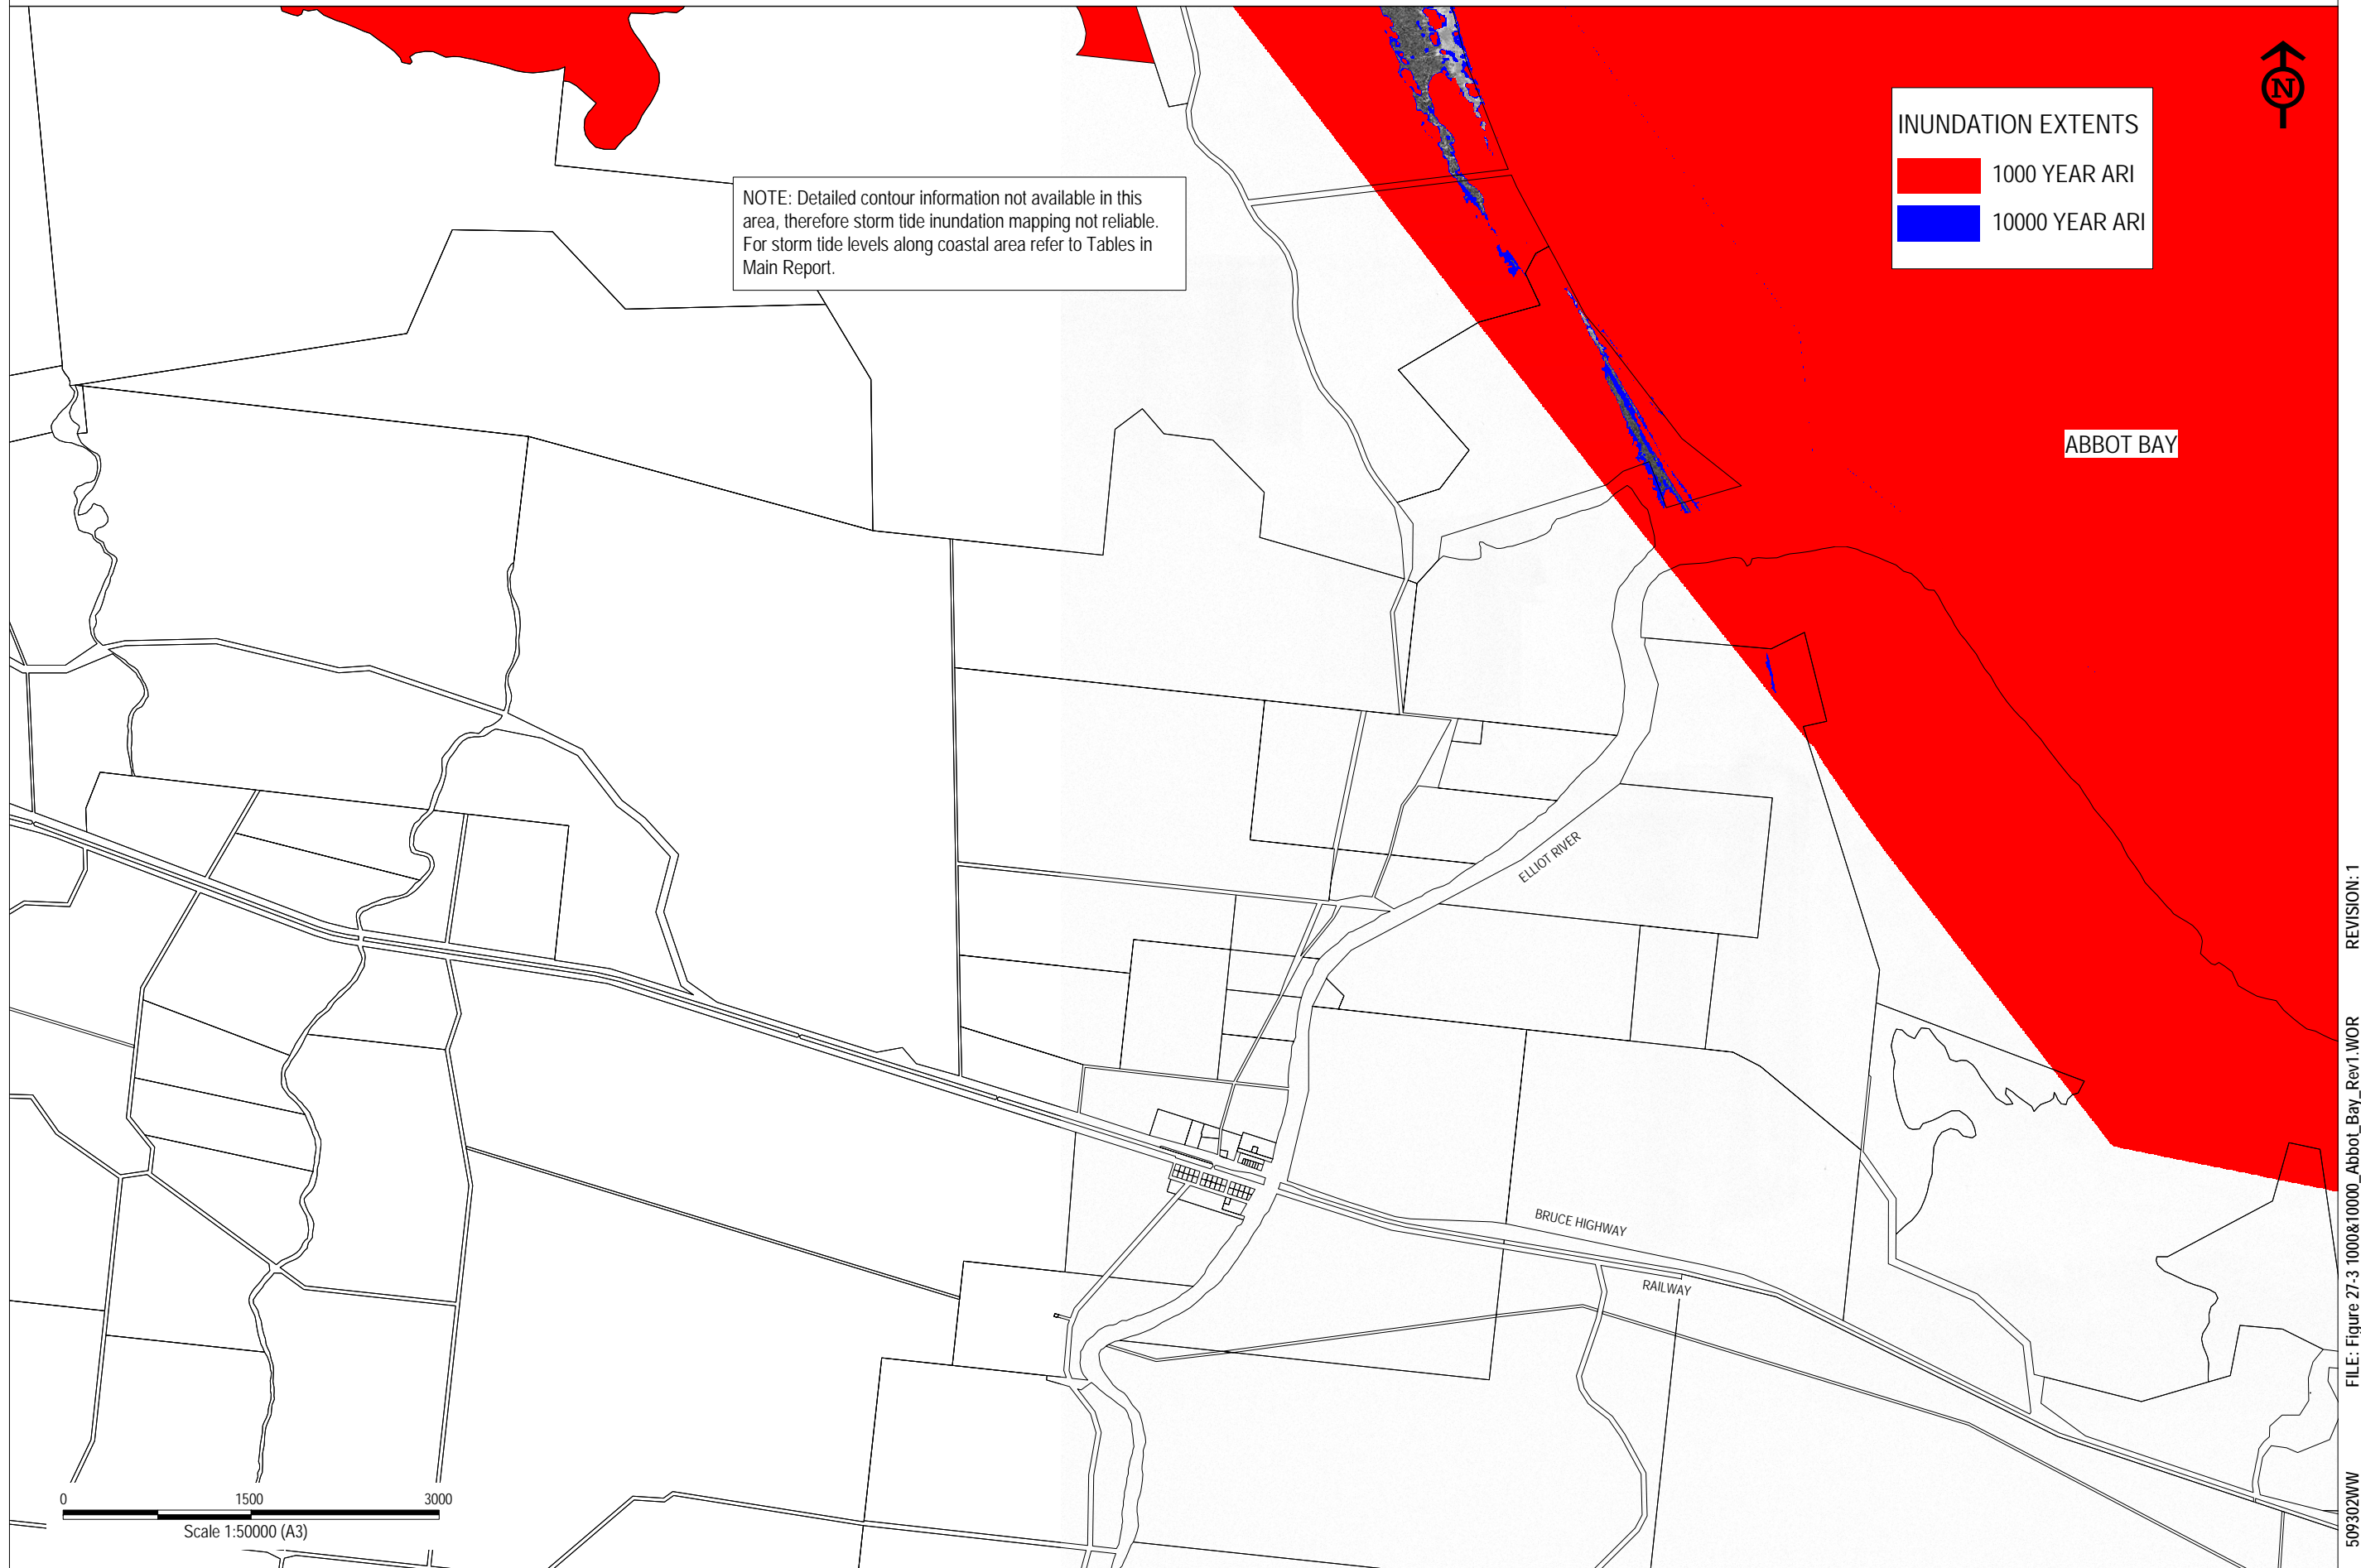 N
INUNDATION EXTENTS
1000 YEAR ARI
10000 YEAR ARI
NOTE: Detailed contour information not available in this
area, therefore storm tide inundation mapping not reliable.
For storm tide levels along coastal area refer to Tables in
Main Report.
ABBOT BAY
ELLIOT RIVER
BRUCE HIGHWAY
RAILWAY
0 1500 3000
Scale 1:50000 (A3)
509302WW FILE: Figure 27-3 1000&10000_Abbot_Bay_Rev1.WOR REVISION: 1